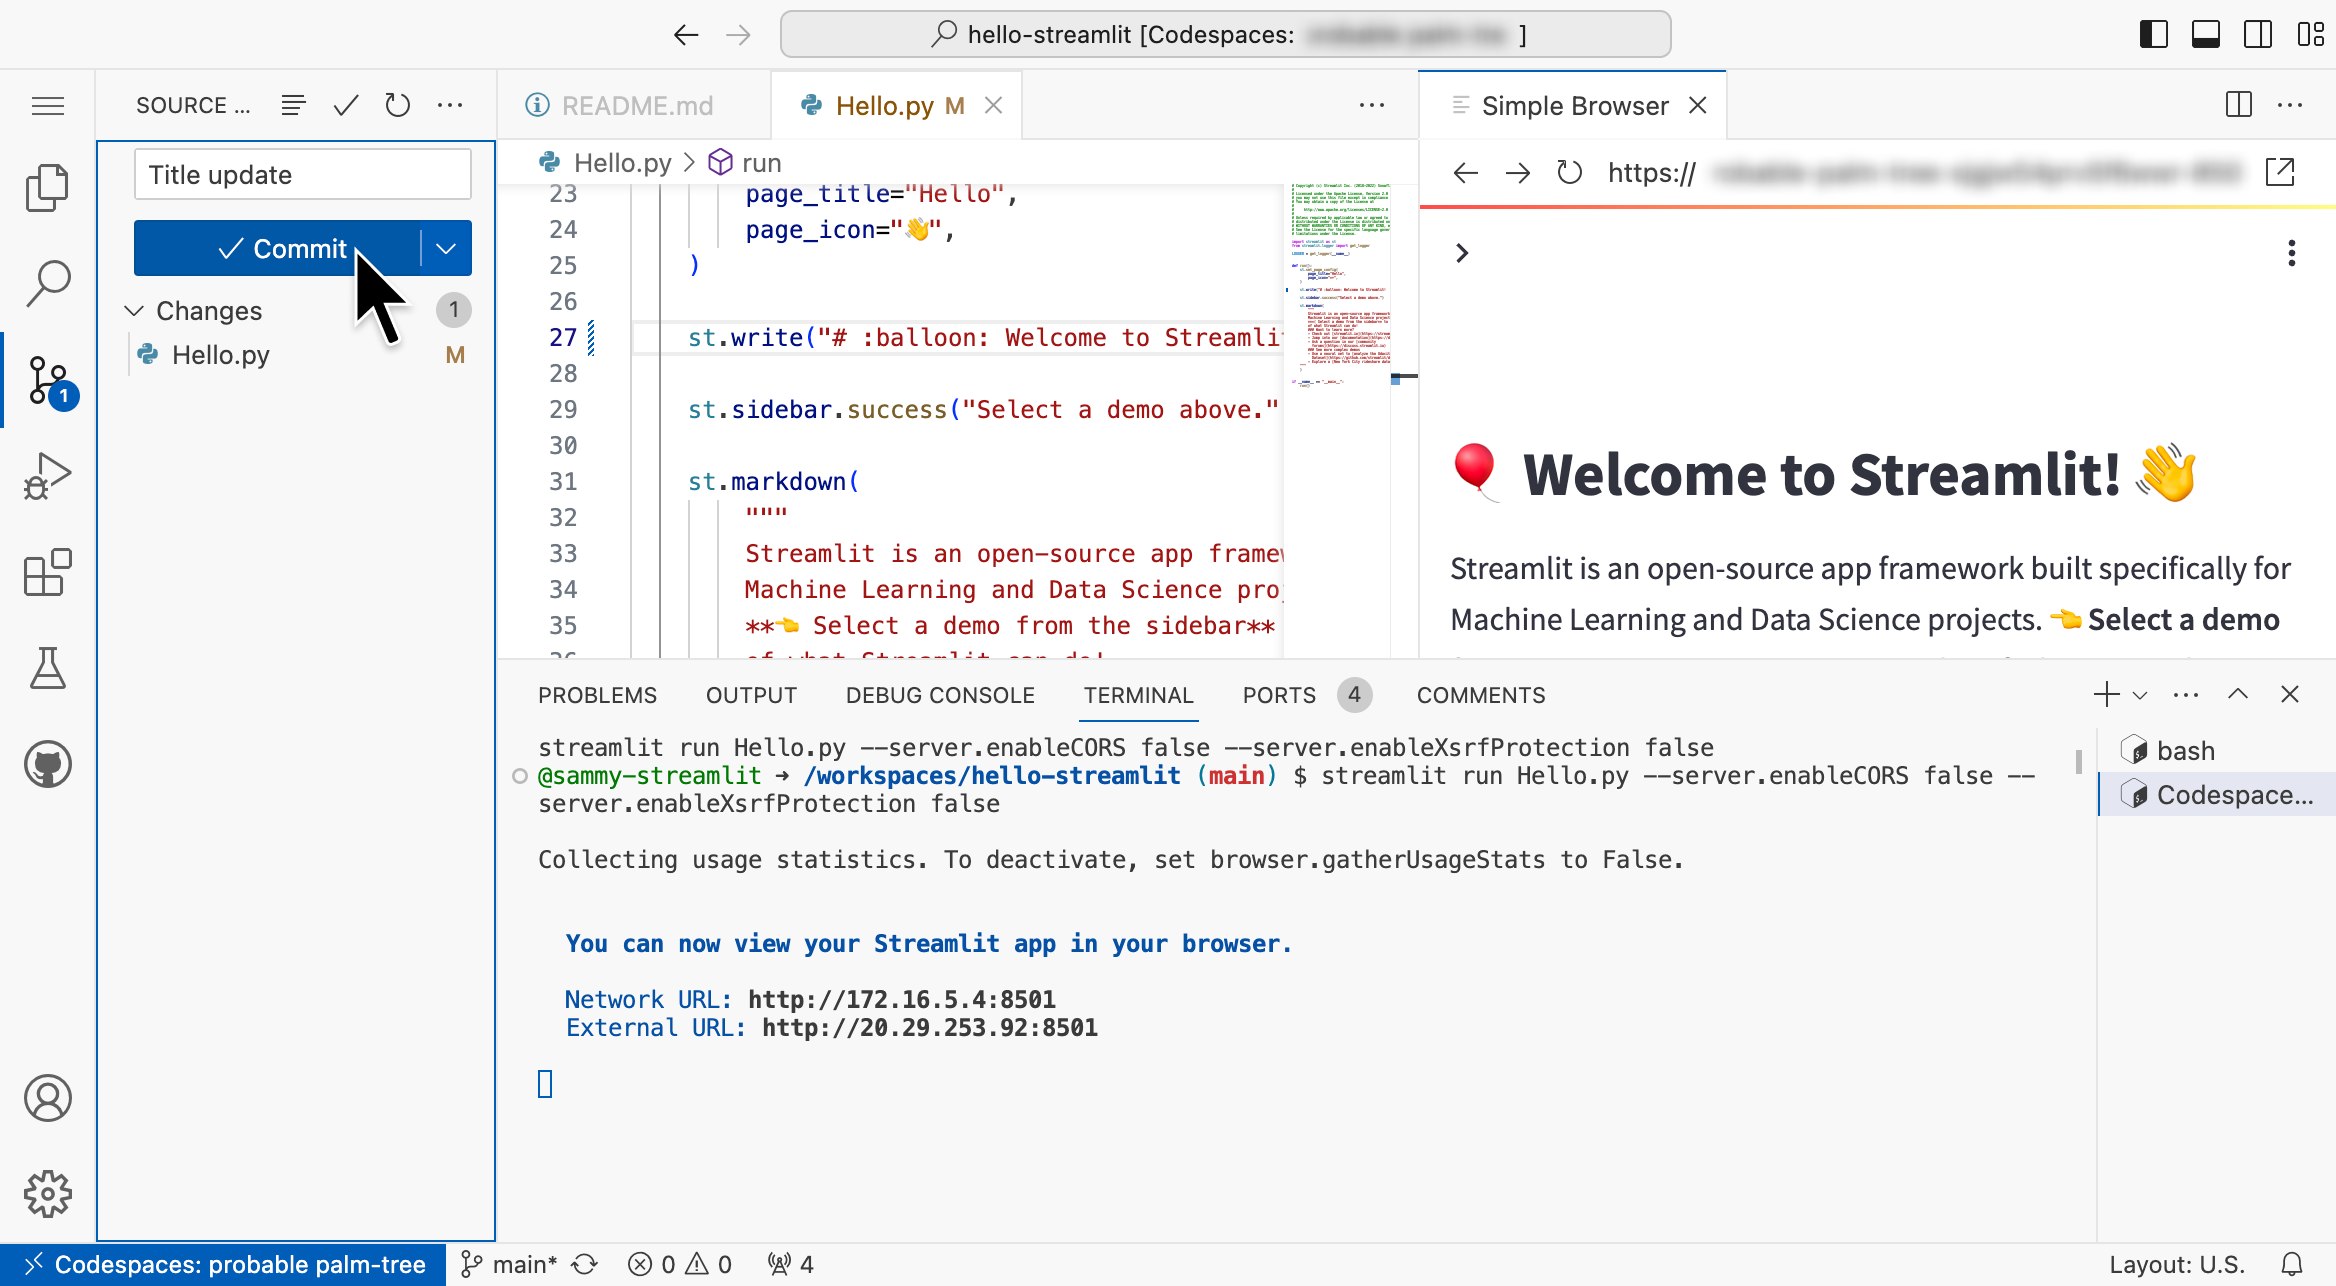 hello-streamlit [Codespaces: ]
SOURCE ...
Title update
Commit
Changes 1
Hello.py M
1
README.md
Hello.py M
Hello.py > run
23 page_title="Hello",
24 page_icon="👋",
25 )
26
27 st.write("# :balloon: Welcome to Streamli
28
29 st.sidebar.success("Select a demo above."
30
31 st.markdown(
32 """
33 Streamlit is an open-source app frame
34 Machine Learning and Data Science pro
35 **👈 Select a demo from the sidebar**
36 of what Streamlit can do!
Simple Browser
https://
🎈 Welcome to Streamlit! 👋
Streamlit is an open-source app framework built specifically for
Machine Learning and Data Science projects. 👈 Select a demo
PROBLEMS OUTPUT DEBUG CONSOLE TERMINAL PORTS 4 COMMENTS
streamlit run Hello.py --server.enableCORS false --server.enableXsrfProtection false
@sammy-streamlit ➜ /workspaces/hello-streamlit (main) $ streamlit run Hello.py --server.enableCORS false --
server.enableXsrfProtection false
Collecting usage statistics. To deactivate, set browser.gatherUsageStats to False.
You can now view your Streamlit app in your browser.
Network URL: http://172.16.5.4:8501
External URL: http://20.29.253.92:8501
bash
Codespace...
Codespaces: probable palm-tree
main* 0 0 4
Layout: U.S.